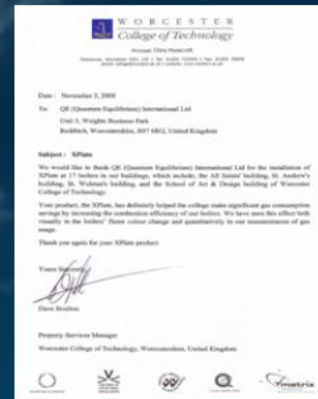 WORCESTER
College of Technology
Principal Chris Morecroft
Date : November 3, 2008
To: QE (Quantum Equilibrium) International Ltd
Unit 5, Weights Business Park
Redditch, Worcestershire, B97 6RG, United Kingdom
Subject : XPlate
We would like to thank QE (Quantum Equilibrium) International Ltd for the installation of
XPlate at 17 boilers in our buildings, which include, the All Saints' building, St. Andrew's
building, St. Wulstan's building, and the School of Art & Design building of Worcester
College of Technology.
Your product, the XPlate, has definitely helped the college make significant gas consumption
savings by increasing the combustion efficiency of our boilers. We have seen this effect both
visually in the boilers' flame colour change and quantitatively in our measurements of gas
usage.
Thank you again for your XPlate product.
Yours Sincerely,
Dave Boulton
Property Services Manager
Worcester College of Technology, Worcestershire, United Kingdom
matrix